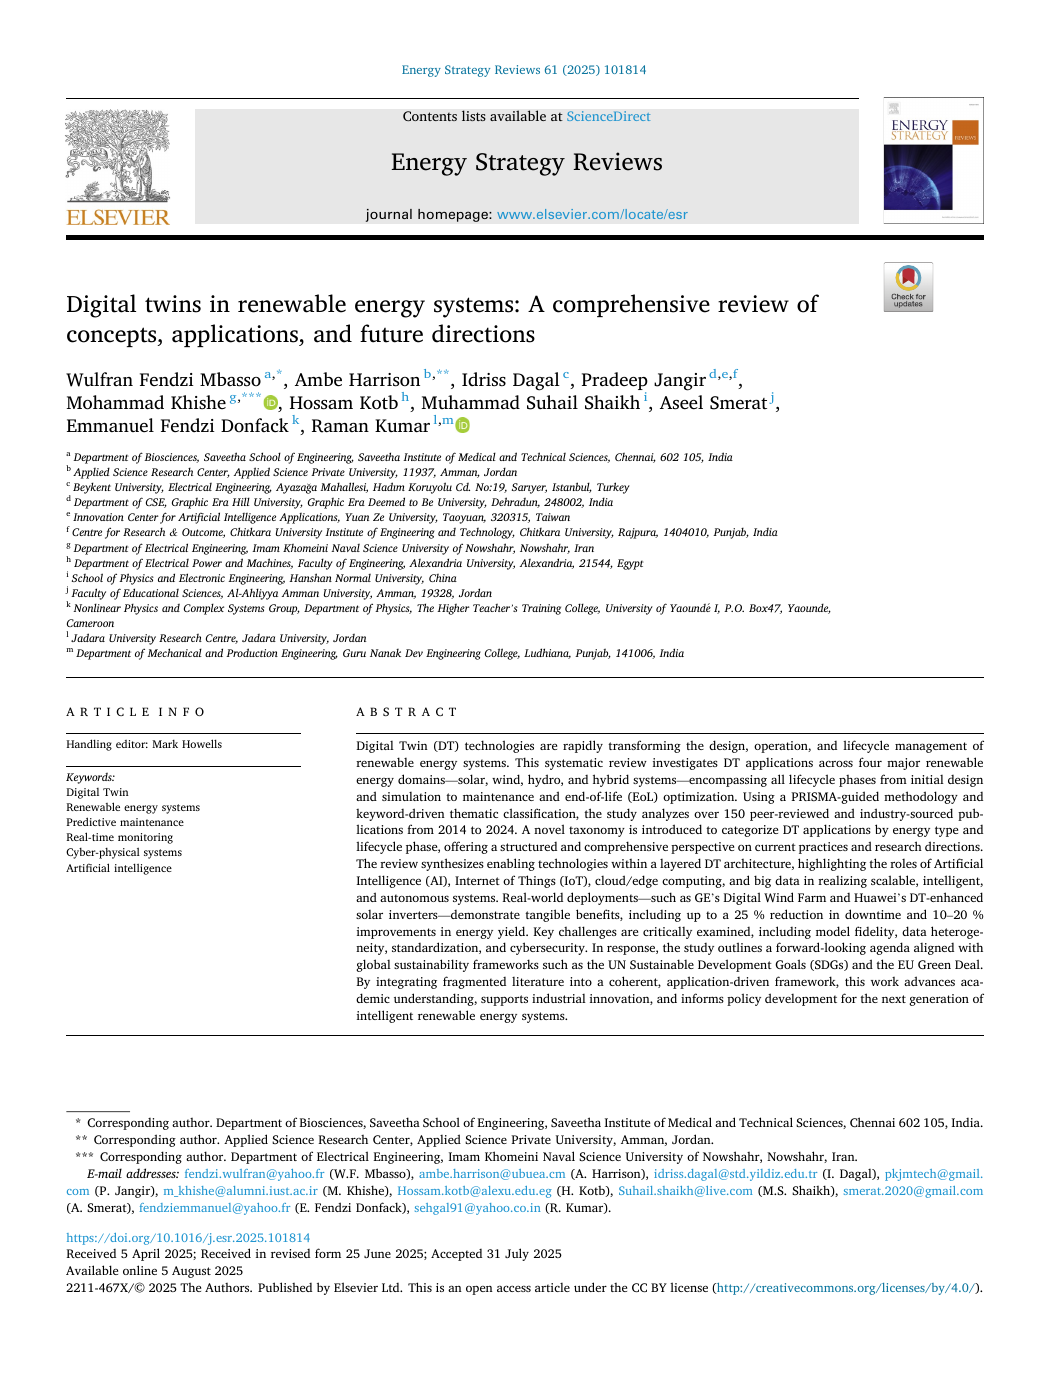 Energy Strategy Reviews 61 (2025) 101814
Contents lists available at ScienceDirect
Energy Strategy Reviews
journal homepage: www.elsevier.com/locate/esr
ELSEVIER
ENERGY
STRATEGY
REVIEWS
Check for
updates
Digital twins in renewable energy systems: A comprehensive review of
concepts, applications, and future directions
Wulfran Fendzi Mbasso a,*, Ambe Harrison b,**, Idriss Dagal c, Pradeep Jangir d,e,f,
Mohammad Khishe g,***, Hossam Kotb h, Muhammad Suhail Shaikh i, Aseel Smerat j,
Emmanuel Fendzi Donfack k, Raman Kumar l,m
a Department of Biosciences, Saveetha School of Engineering, Saveetha Institute of Medical and Technical Sciences, Chennai, 602 105, India
b Applied Science Research Center, Applied Science Private University, 11937, Amman, Jordan
c Beykent University, Electrical Engineering, Ayazağa Mahallesi, Hadım Koruyolu Cd. No:19, Sarıyer, Istanbul, Turkey
d Department of CSE, Graphic Era Hill University, Graphic Era Deemed to Be University, Dehradun, 248002, India
e Innovation Center for Artificial Intelligence Applications, Yuan Ze University, Taoyuan, 320315, Taiwan
f Centre for Research & Outcome, Chitkara University Institute of Engineering and Technology, Chitkara University, Rajpura, 1404010, Punjab, India
g Department of Electrical Engineering, Imam Khomeini Naval Science University of Nowshahr, Nowshahr, Iran
h Department of Electrical Power and Machines, Faculty of Engineering, Alexandria University, Alexandria, 21544, Egypt
i School of Physics and Electronic Engineering, Hanshan Normal University, China
j Faculty of Educational Sciences, Al-Ahliyya Amman University, Amman, 19328, Jordan
k Nonlinear Physics and Complex Systems Group, Department of Physics, The Higher Teacher's Training College, University of Yaoundé I, P.O. Box47, Yaounde,
Cameroon
l Jadara University Research Centre, Jadara University, Jordan
m Department of Mechanical and Production Engineering, Guru Nanak Dev Engineering College, Ludhiana, Punjab, 141006, India
ARTICLE INFO
Handling editor: Mark Howells
Keywords:
Digital Twin
Renewable energy systems
Predictive maintenance
Real-time monitoring
Cyber-physical systems
Artificial intelligence
ABSTRACT
Digital Twin (DT) technologies are rapidly transforming the design, operation, and lifecycle management of
renewable energy systems. This systematic review investigates DT applications across four major renewable
energy domains—solar, wind, hydro, and hybrid systems—encompassing all lifecycle phases from initial design
and simulation to maintenance and end-of-life (EoL) optimization. Using a PRISMA-guided methodology and
keyword-driven thematic classification, the study analyzes over 150 peer-reviewed and industry-sourced pub-
lications from 2014 to 2024. A novel taxonomy is introduced to categorize DT applications by energy type and
lifecycle phase, offering a structured and comprehensive perspective on current practices and research directions.
The review synthesizes enabling technologies within a layered DT architecture, highlighting the roles of Artificial
Intelligence (AI), Internet of Things (IoT), cloud/edge computing, and big data in realizing scalable, intelligent,
and autonomous systems. Real-world deployments—such as GE's Digital Wind Farm and Huawei's DT-enhanced
solar inverters—demonstrate tangible benefits, including up to a 25 % reduction in downtime and 10–20 %
improvements in energy yield. Key challenges are critically examined, including model fidelity, data heteroge-
neity, standardization, and cybersecurity. In response, the study outlines a forward-looking agenda aligned with
global sustainability frameworks such as the UN Sustainable Development Goals (SDGs) and the EU Green Deal.
By integrating fragmented literature into a coherent, application-driven framework, this work advances aca-
demic understanding, supports industrial innovation, and informs policy development for the next generation of
intelligent renewable energy systems.
* Corresponding author. Department of Biosciences, Saveetha School of Engineering, Saveetha Institute of Medical and Technical Sciences, Chennai 602 105, India.
** Corresponding author. Applied Science Research Center, Applied Science Private University, Amman, Jordan.
*** Corresponding author. Department of Electrical Engineering, Imam Khomeini Naval Science University of Nowshahr, Nowshahr, Iran.
E-mail addresses: fendzi.wulfran@yahoo.fr (W.F. Mbasso), ambe.harrison@ubuea.cm (A. Harrison), idriss.dagal@std.yildiz.edu.tr (I. Dagal), pkjmtech@gmail.
com (P. Jangir), m_khishe@alumni.iust.ac.ir (M. Khishe), Hossam.kotb@alexu.edu.eg (H. Kotb), Suhail.shaikh@live.com (M.S. Shaikh), smerat.2020@gmail.com
(A. Smerat), fendziemmanuel@yahoo.fr (E. Fendzi Donfack), sehgal91@yahoo.co.in (R. Kumar).
https://doi.org/10.1016/j.esr.2025.101814
Received 5 April 2025; Received in revised form 25 June 2025; Accepted 31 July 2025
Available online 5 August 2025
2211-467X/© 2025 The Authors. Published by Elsevier Ltd. This is an open access article under the CC BY license (http://creativecommons.org/licenses/by/4.0/).